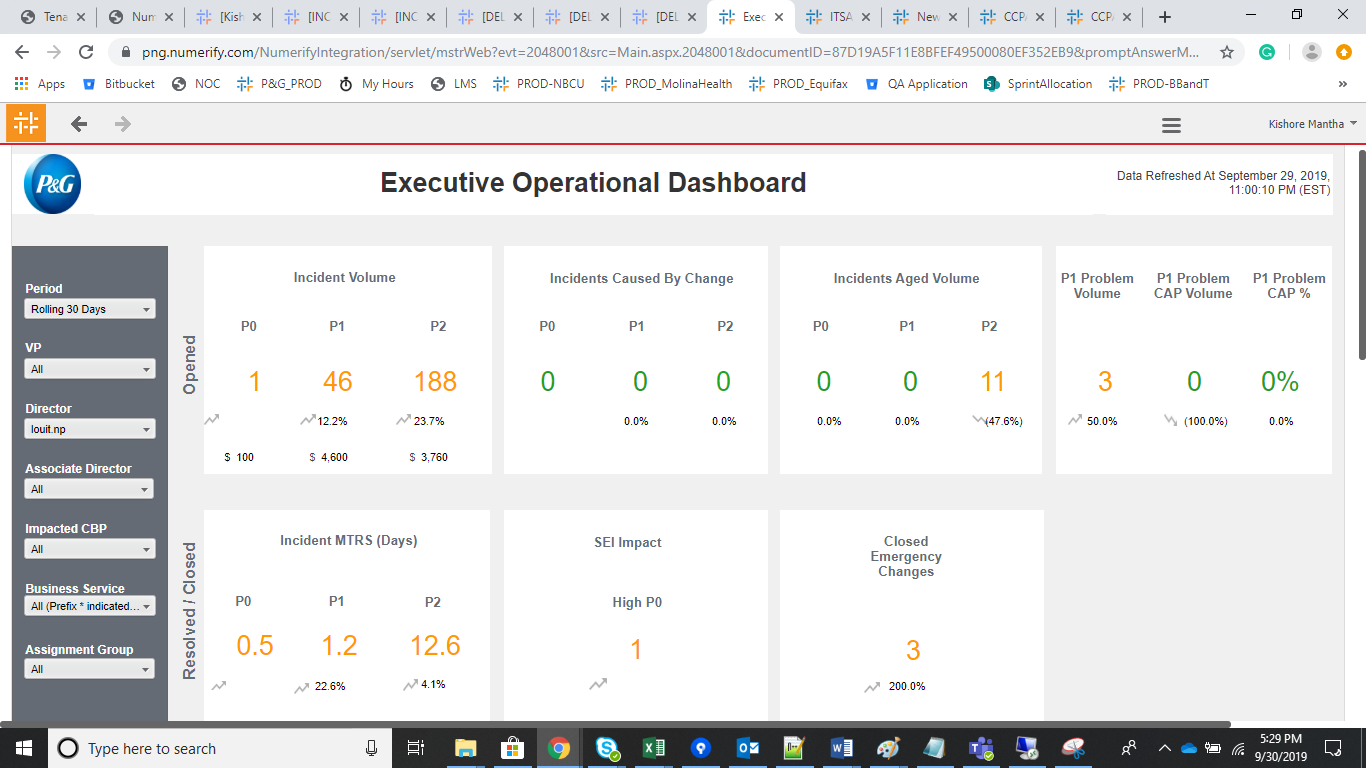 Tena
Num
[Kish
[INC
[INC
[DEL
[DEL
[DEL
Exec
ITSA
New
CCPA
CCPA
png.numerify.com/NumerifyIntegration/servlet/mstrWeb?evt=2048001&src=Main.aspx.2048001&documentID=87D19A5F11E8BFEF49500080EF352EB9&promptAnswerM...
Apps
Bitbucket
NOC
P&G_PROD
My Hours
LMS
PROD-NBCU
PROD_MolinaHealth
PROD_Equifax
QA Application
SprintAllocation
PROD-BBandT
»
Kishore Mantha
P&G
Executive Operational Dashboard
Data Refreshed At September 29, 2019,
11:00:10 PM (EST)
Period
Rolling 30 Days
VP
All
Director
louit.np
Associate Director
All
Impacted CBP
All
Business Service
All (Prefix * indicated...
Assignment Group
All
Opened
Incident Volume
P0 P1 P2
1 46 188
12.2% 23.7%
$ 100 $ 4,600 $ 3,760
Incidents Caused By Change
P0 P1 P2
0 0 0
0.0% 0.0%
Incidents Aged Volume
P0 P1 P2
0 0 11
0.0% 0.0% (47.6%)
P1 Problem
Volume
3
50.0%
P1 Problem
CAP Volume
0
(100.0%)
P1 Problem
CAP %
0%
0.0%
Resolved / Closed
Incident MTRS (Days)
P0 P1 P2
0.5 1.2 12.6
22.6% 4.1%
SEI Impact
High P0
1
Closed
Emergency
Changes
3
200.0%
Type here to search
5:29 PM
9/30/2019